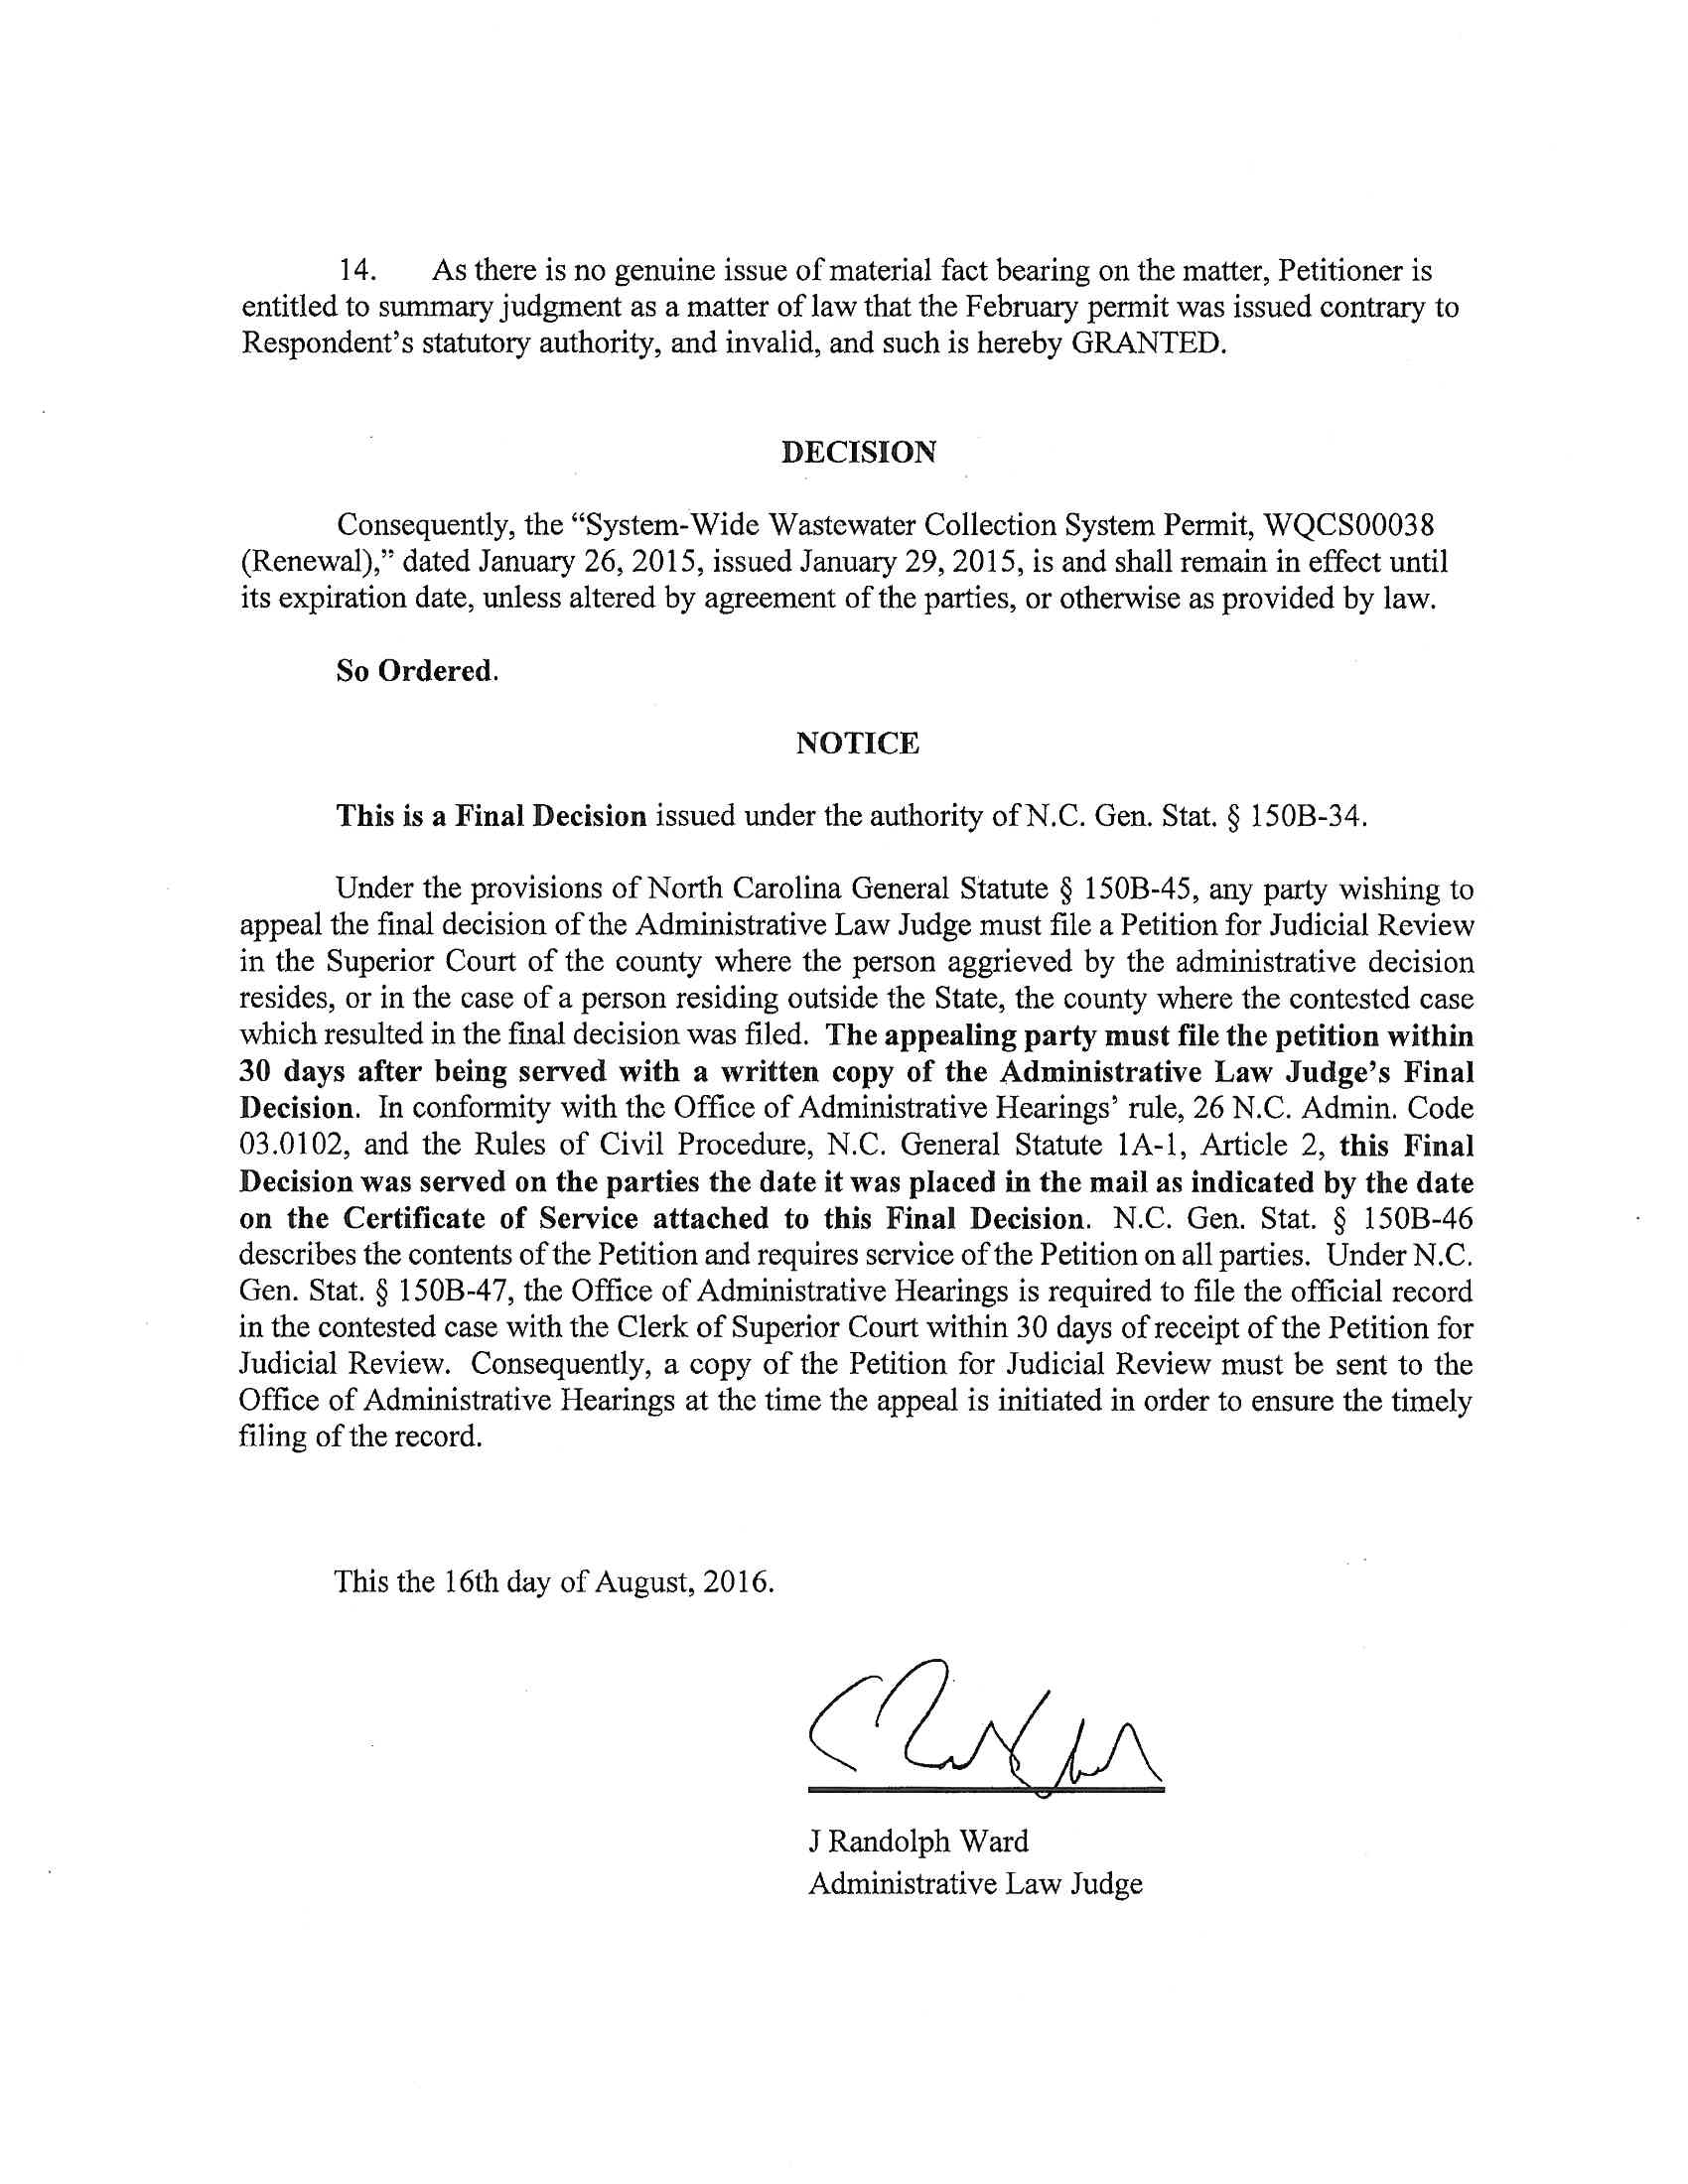 14. As there is no genuine issue of material fact bearing on the matter, Petitioner is
entitled to summary judgment as a matter of law that the February permit was issued contrary to
Respondent's statutory authority, and invalid, and such is hereby GRANTED.
DECISION
Consequently, the “System-Wide Wastewater Collection System Permit, WQCS00038
(Renewal),” dated January 26, 2015, issued January 29, 2015, is and shall remain in effect until
its expiration date, unless altered by agreement of the parties, or otherwise as provided by law.
So Ordered.
NOTICE
This is a Final Decision issued under the authority of N.C. Gen. Stat. § 150B-34.
Under the provisions of North Carolina General Statute § 150B-45, any party wishing to
appeal the final decision of the Administrative Law Judge must file a Petition for Judicial Review
in the Superior Court of the county where the person aggrieved by the administrative decision
resides, or in the case of a person residing outside the State, the county where the contested case
which resulted in the final decision was filed. The appealing party must file the petition within
30 days after being served with a written copy of the Administrative Law Judge's Final
Decision. In conformity with the Office of Administrative Hearings' rule, 26 N.C. Admin. Code
03.0102, and the Rules of Civil Procedure, N.C. General Statute 1A-1, Article 2, this Final
Decision was served on the parties the date it was placed in the mail as indicated by the date
on the Certificate of Service attached to this Final Decision. N.C. Gen. Stat. § 150B-46
describes the contents of the Petition and requires service of the Petition on all parties. Under N.C.
Gen. Stat. § 150B-47, the Office of Administrative Hearings is required to file the official record
in the contested case with the Clerk of Superior Court within 30 days of receipt of the Petition for
Judicial Review. Consequently, a copy of the Petition for Judicial Review must be sent to the
Office of Administrative Hearings at the time the appeal is initiated in order to ensure the timely
filing of the record.
This the 16th day of August, 2016.
J Randolph Ward
Administrative Law Judge